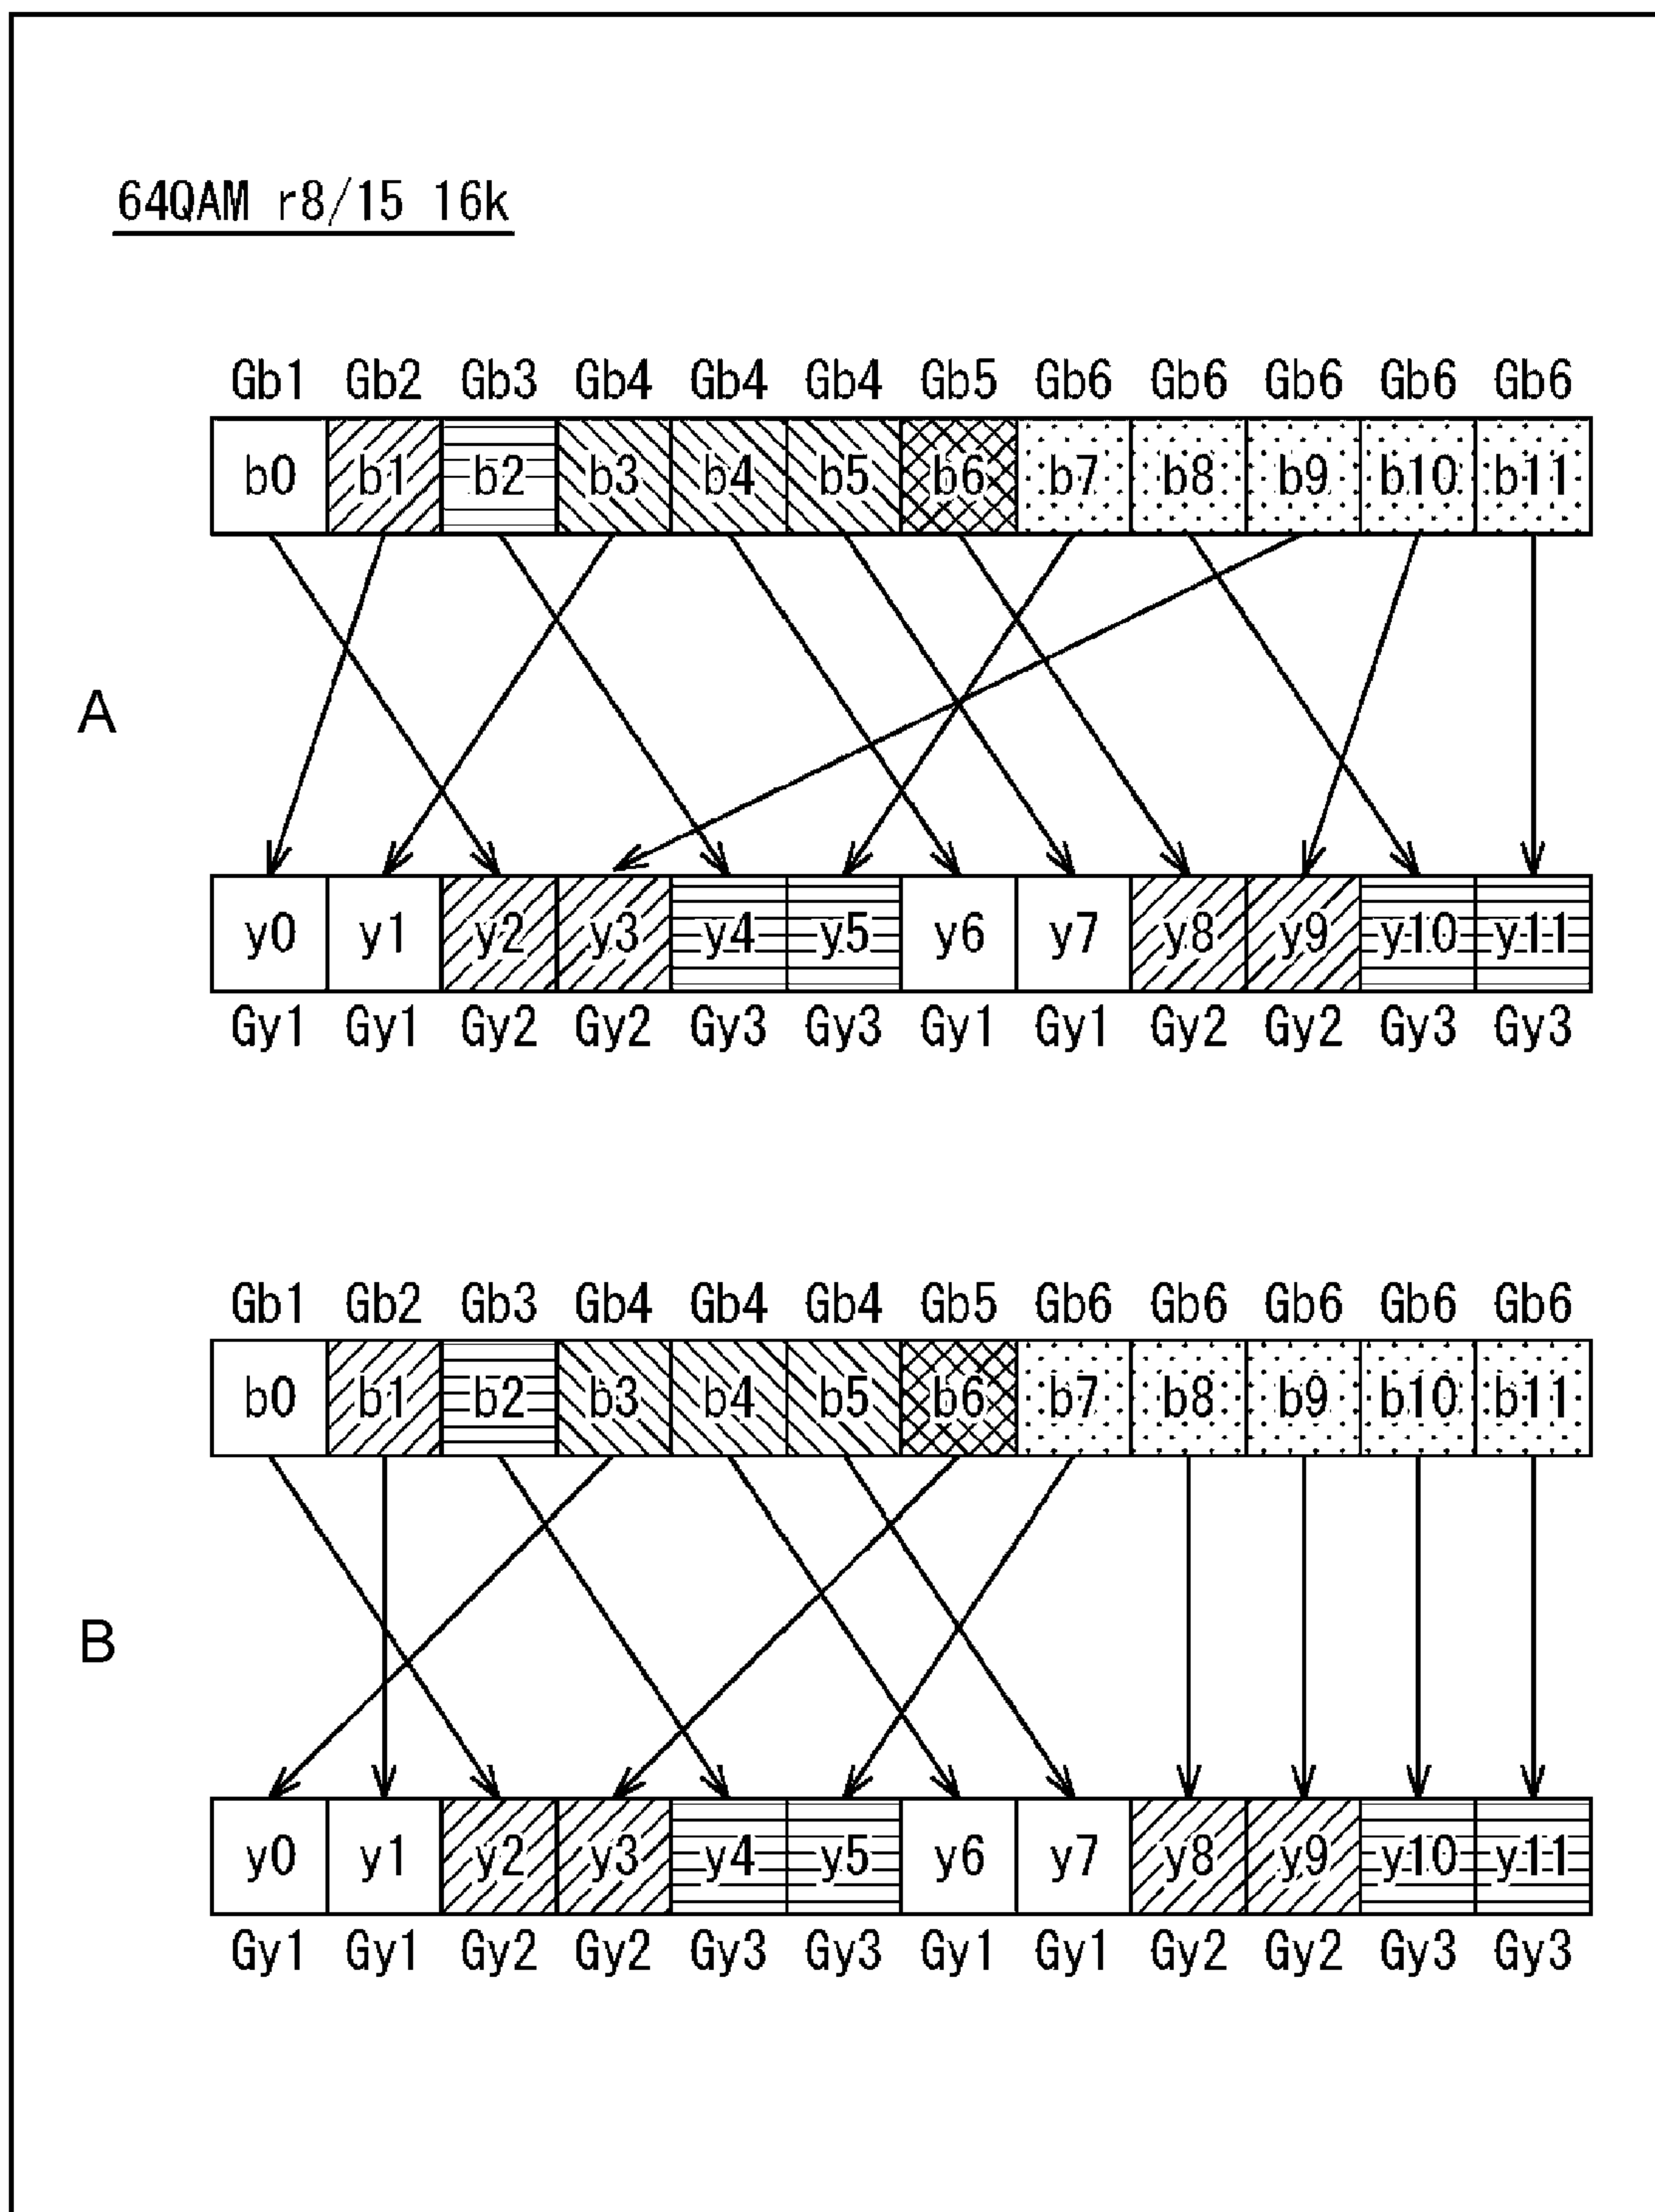 64QAM r8/15 16k
Gb1 Gb2 Gb3 Gb4 Gb4 Gb4 Gb5 Gb6 Gb6 Gb6 Gb6 Gb6
b0 b1 b2 b3 b4 b5 b6 b7 b8 b9 b10 b11
A
y0 y1 y2 y3 y4 y5 y6 y7 y8 y9 y10 y11
Gy1 Gy1 Gy2 Gy2 Gy3 Gy3 Gy1 Gy1 Gy2 Gy2 Gy3 Gy3
Gb1 Gb2 Gb3 Gb4 Gb4 Gb4 Gb5 Gb6 Gb6 Gb6 Gb6 Gb6
b0 b1 b2 b3 b4 b5 b6 b7 b8 b9 b10 b11
B
y0 y1 y2 y3 y4 y5 y6 y7 y8 y9 y10 y11
Gy1 Gy1 Gy2 Gy2 Gy3 Gy3 Gy1 Gy1 Gy2 Gy2 Gy3 Gy3